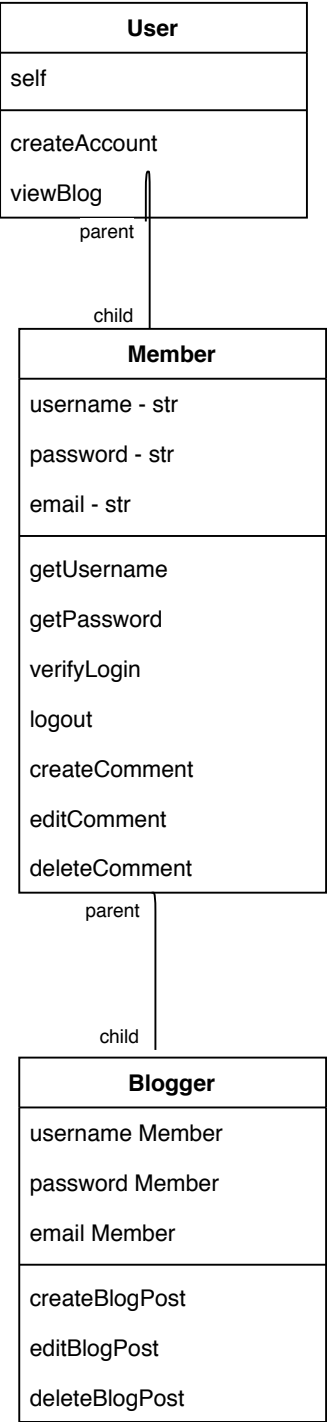 User
self
createAccount
viewBlog
parent
child
Member
username - str
password - str
email - str
getUsername
getPassword
verifyLogin
logout
createComment
editComment
deleteComment
parent
child
Blogger
username Member
password Member
email Member
createBlogPost
editBlogPost
deleteBlogPost